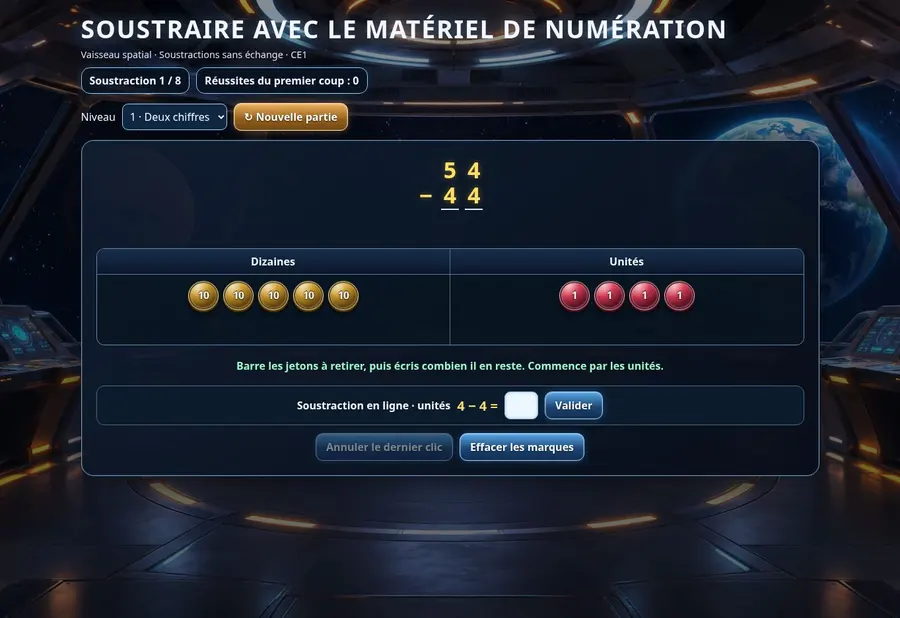 SOUSTRAIRE AVEC LE MATÉRIEL DE NUMÉRATION
Vaisseau spatial · Soustractions sans échange · CE1
Soustraction 1 / 8 Réussites du premier coup : 0
Niveau 1 · Deux chiffres ↻ Nouvelle partie
5 4
− 4 4
Dizaines Unités
10 10 10 10 10 1 1 1 1
Barre les jetons à retirer, puis écris combien il en reste. Commence par les unités.
Soustraction en ligne · unités 4 − 4 = Valider
Annuler le dernier clic Effacer les marques